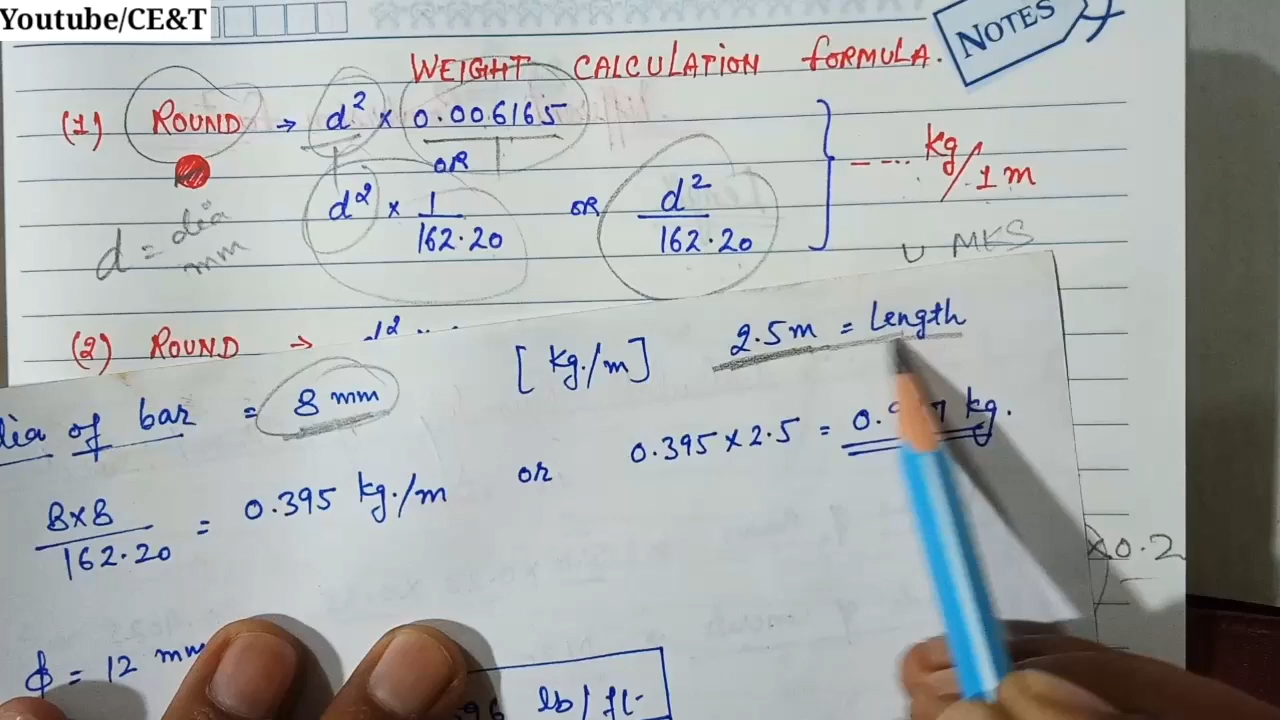 Youtube/CE&T
NOTES
WEIGHT CALCULATION FORMULA.
(1) ROUND → d² × 0.006165
OR
d² × 1/162.20 OR d²/162.20 ---- kg/1m
d = dia mm
MKS
(2) ROUND →
[kg./m] 2.5m = Length
dia of bar = 8 mm
8×8/162.20 = 0.395 kg./m or 0.395 × 2.5 = kg.
×0.2
ϕ = 12 mm
lb/ft.